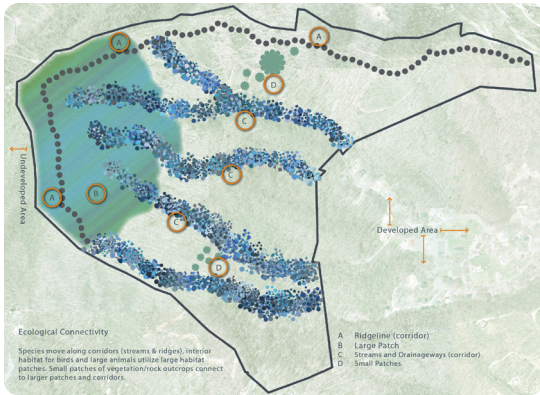 A
A
D
C
Undeveloped Area
C
B
A
C
Developed Area
D
Ecological Connectivity
Species move along corridors (streams & ridges), interior
habitat for birds and large animals utilize large habitat
patches. Small patches of vegetation/rock outcrops connect
to larger patches and corridors.
A Ridgeline (corridor)
B Large Patch
C Streams and Drainageways (corridor)
D Small Patches